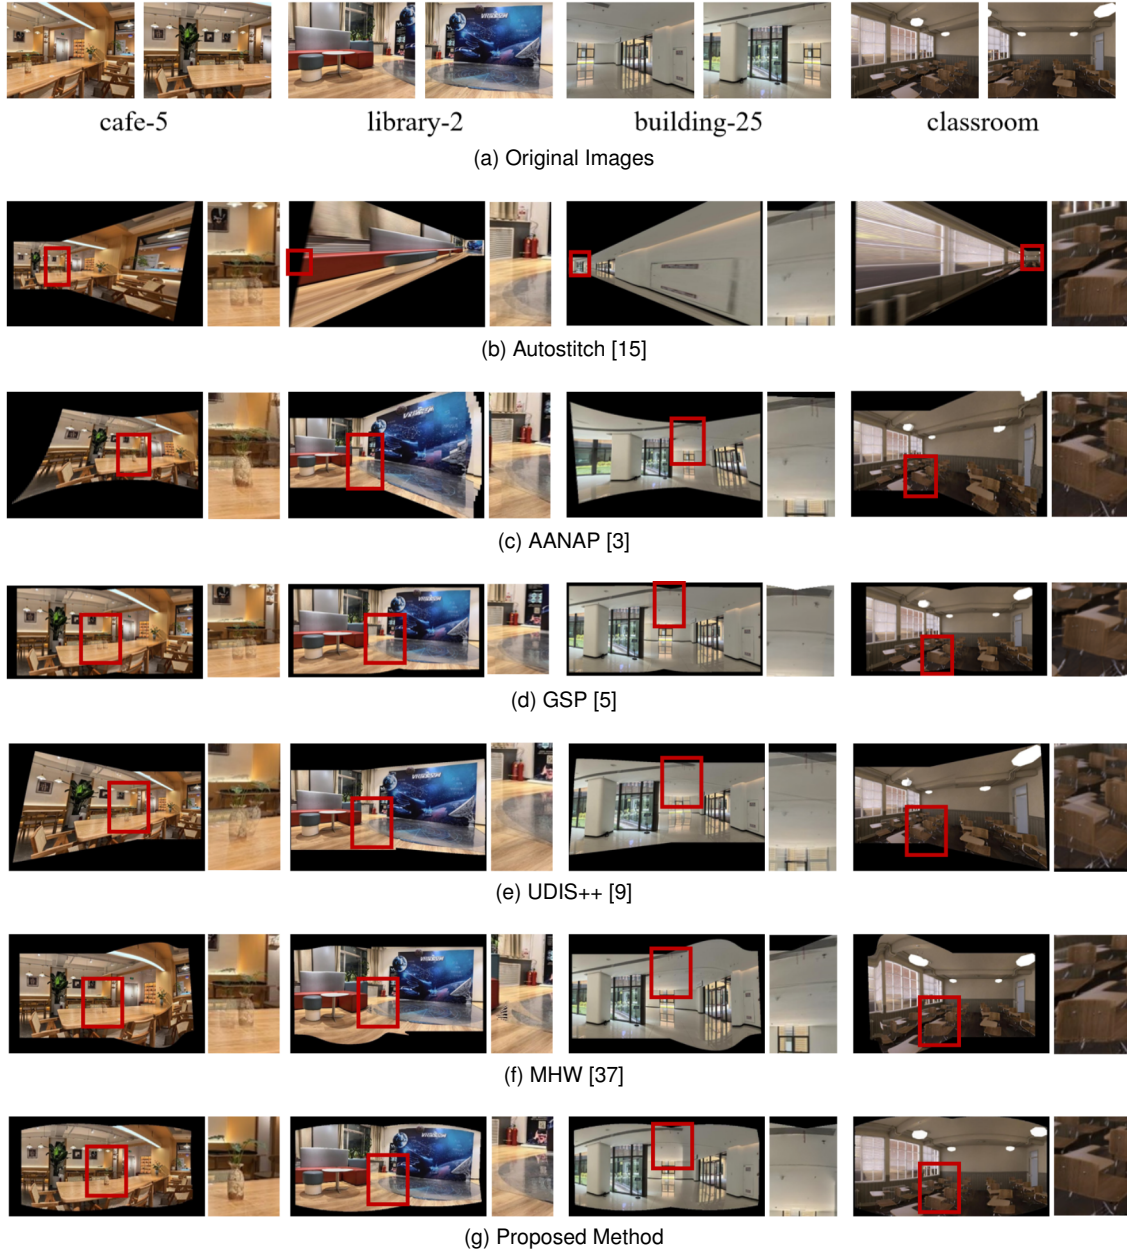 cafe-5 library-2 building-25 classroom
(a) Original Images
(b) Autostitch [15]
(c) AANAP [3]
(d) GSP [5]
(e) UDIS++ [9]
(f) MHW [37]
(g) Proposed Method